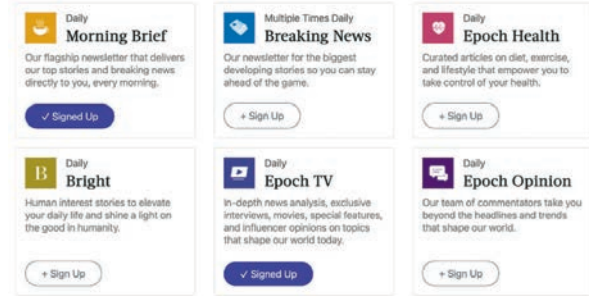 Daily
Morning Brief
Our flagship newsletter that delivers
our top stories and breaking news
directly to you, every morning.
✓ Signed Up
Multiple Times Daily
Breaking News
Our newsletter for the biggest
developing stories so you can stay
ahead of the game.
+ Sign Up
Daily
Epoch Health
Curated articles on diet, exercise,
and lifestyle that empower you to
take control of your health.
+ Sign Up
B
Daily
Bright
Human interest stories to elevate
your daily life and shine a light on
the good in humanity.
+ Sign Up
Daily
Epoch TV
In-depth news analysis, exclusive
interviews, movies, special features,
and influencer opinions on topics
that shape our world today.
✓ Signed Up
Daily
Epoch Opinion
Our team of commentators take you
beyond the headlines and trends
that shape our world.
+ Sign Up